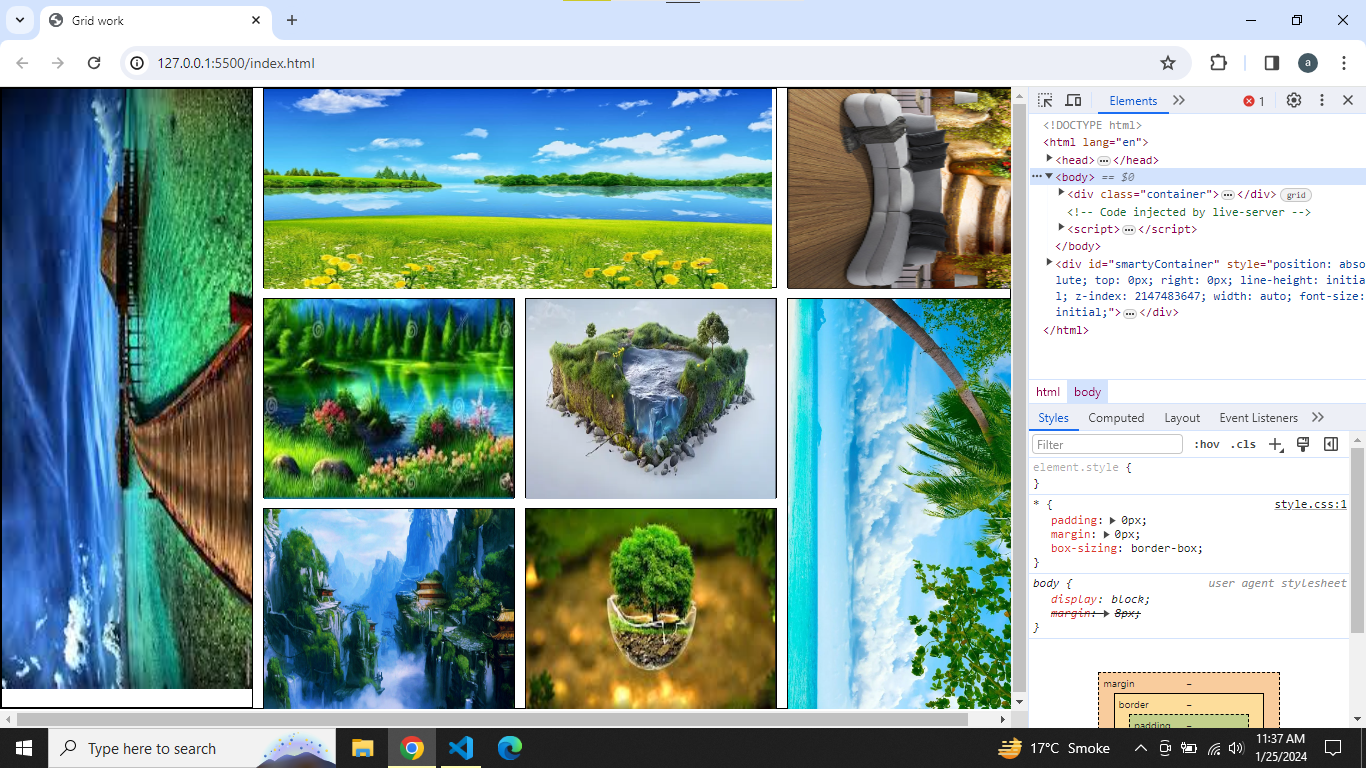 Grid work
127.0.0.1:5500/index.html
a
Elements
1
<!DOCTYPE html>
<html lang="en">
<head>…</head>
<body> == $0
<div class="container">…</div> grid
<!-- Code injected by live-server -->
<script>…</script>
</body>
<div id="smartyContainer" style="position: abso
lute; top: 0px; right: 0px; line-height: initia
l; z-index: 2147483647; width: auto; font-size:
initial;">…</div>
</html>
html body
Styles Computed Layout Event Listeners
Filter :hov .cls
element.style {
}
* { style.css:1
padding: 0px;
margin: 0px;
box-sizing: border-box;
}
body { user agent stylesheet
display: block;
margin: 8px;
}
margin –
border –
padding –
Type here to search
17°C Smoke
11:37 AM
1/25/2024